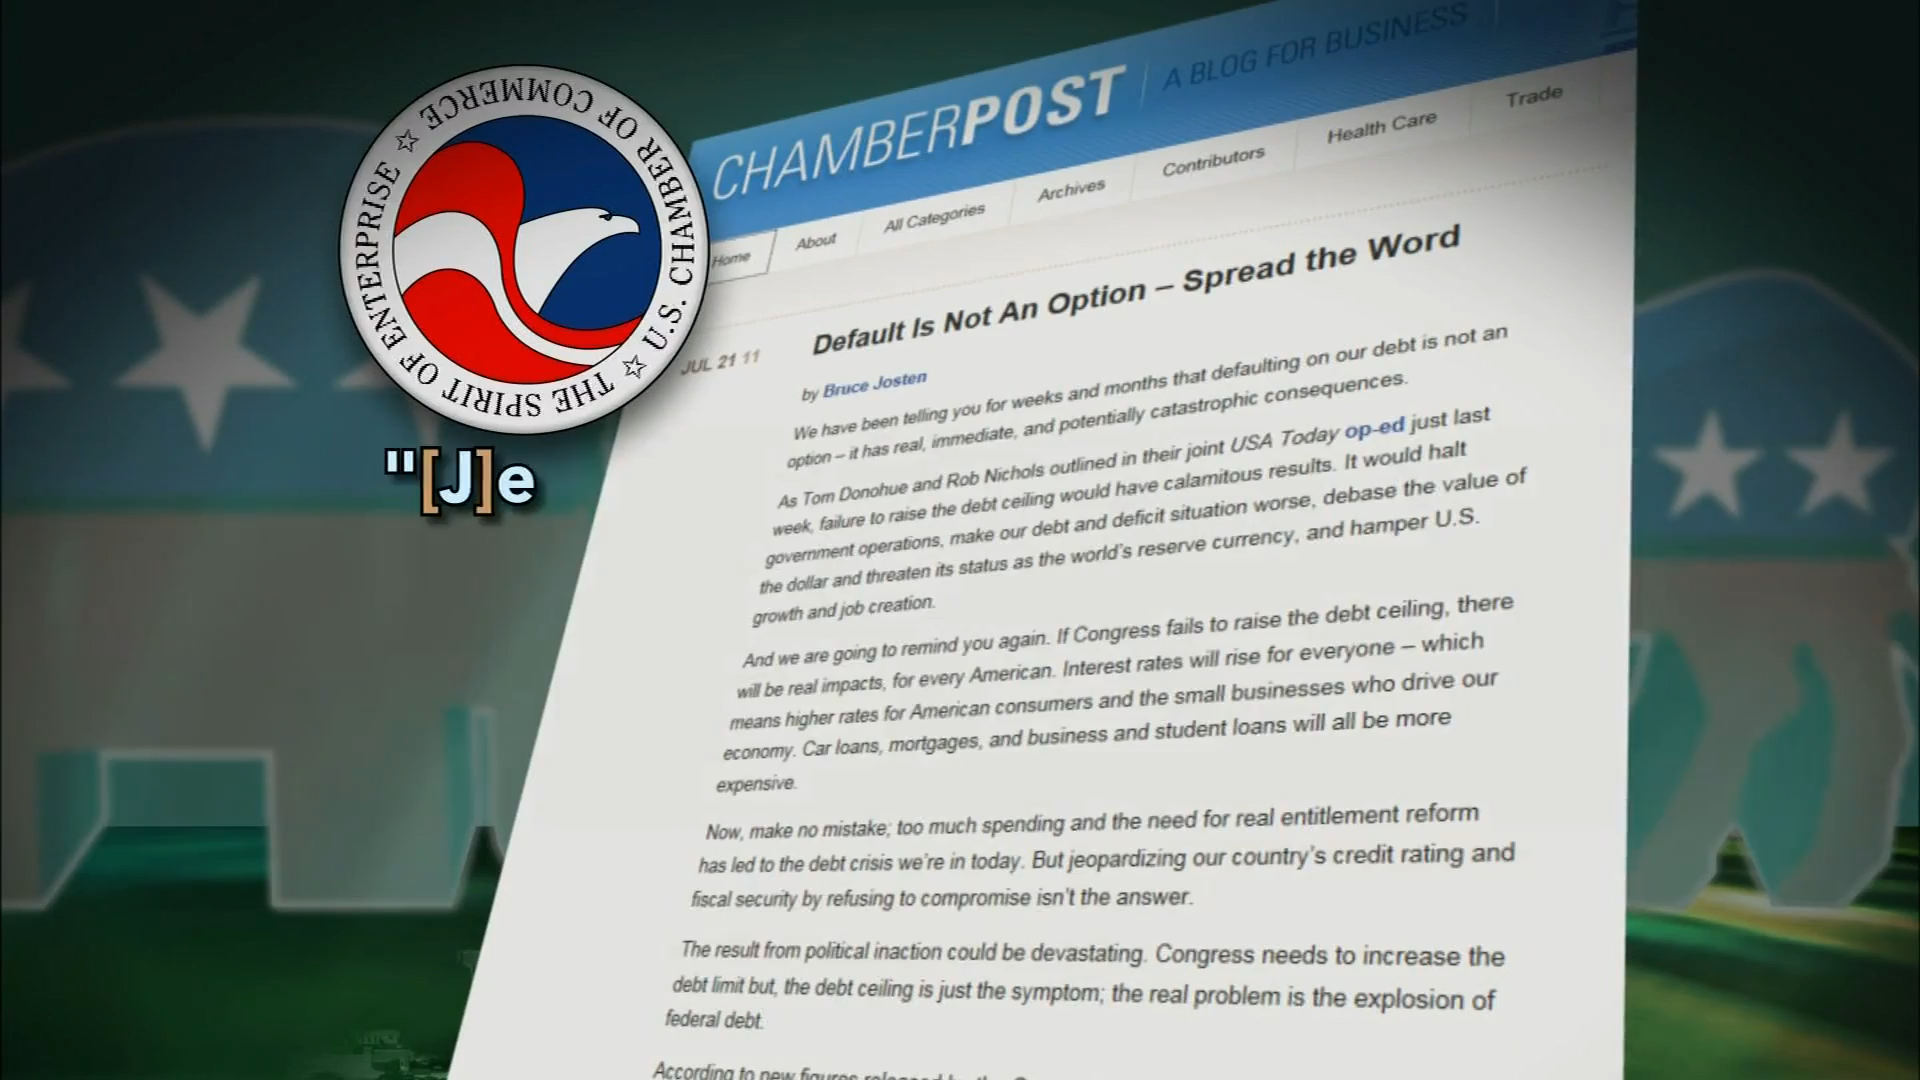 THE SPIRIT OF ENTERPRISE ☆ U.S. CHAMBER OF COMMERCE ☆
"[J]e
CHAMBERPOST | A BLOG FOR BUSINESS
Home About All Categories Archives Contributors Health Care Trade
Default Is Not An Option – Spread the Word
JUL 21 11
by Bruce Josten
We have been telling you for weeks and months that defaulting on our debt is not an
option – it has real, immediate, and potentially catastrophic consequences.
As Tom Donohue and Rob Nichols outlined in their joint USA Today op-ed just last
week, failure to raise the debt ceiling would have calamitous results. It would halt
government operations, make our debt and deficit situation worse, debase the value of
the dollar and threaten its status as the world's reserve currency, and hamper U.S.
growth and job creation.
And we are going to remind you again. If Congress fails to raise the debt ceiling, there
will be real impacts, for every American. Interest rates will rise for everyone – which
means higher rates for American consumers and the small businesses who drive our
economy. Car loans, mortgages, and business and student loans will all be more
expensive.
Now, make no mistake; too much spending and the need for real entitlement reform
has led to the debt crisis we're in today. But jeopardizing our country's credit rating and
fiscal security by refusing to compromise isn't the answer.
The result from political inaction could be devastating. Congress needs to increase the
debt limit but, the debt ceiling is just the symptom; the real problem is the explosion of
federal debt.
According to new figures released by the